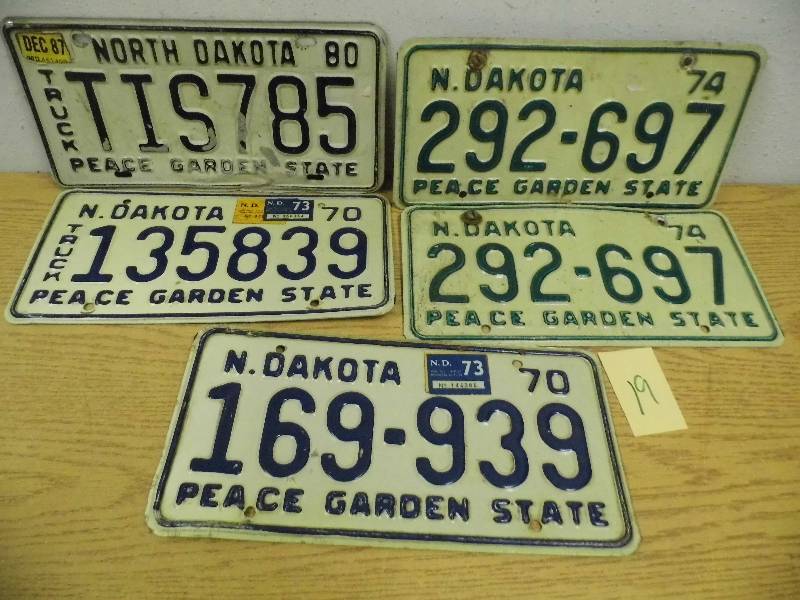 DEC 87
NORTH DAKOTA 80
TRUCK
TIS785
PEACE GARDEN STATE
N. DAKOTA 74
292-697
PEACE GARDEN STATE
N. DAKOTA N.D. N.D. 73 70
TRUCK
135839
PEACE GARDEN STATE
N. DAKOTA 74
292-697
PEACE GARDEN STATE
N. DAKOTA N.D. 73 70
169-939
PEACE GARDEN STATE
19